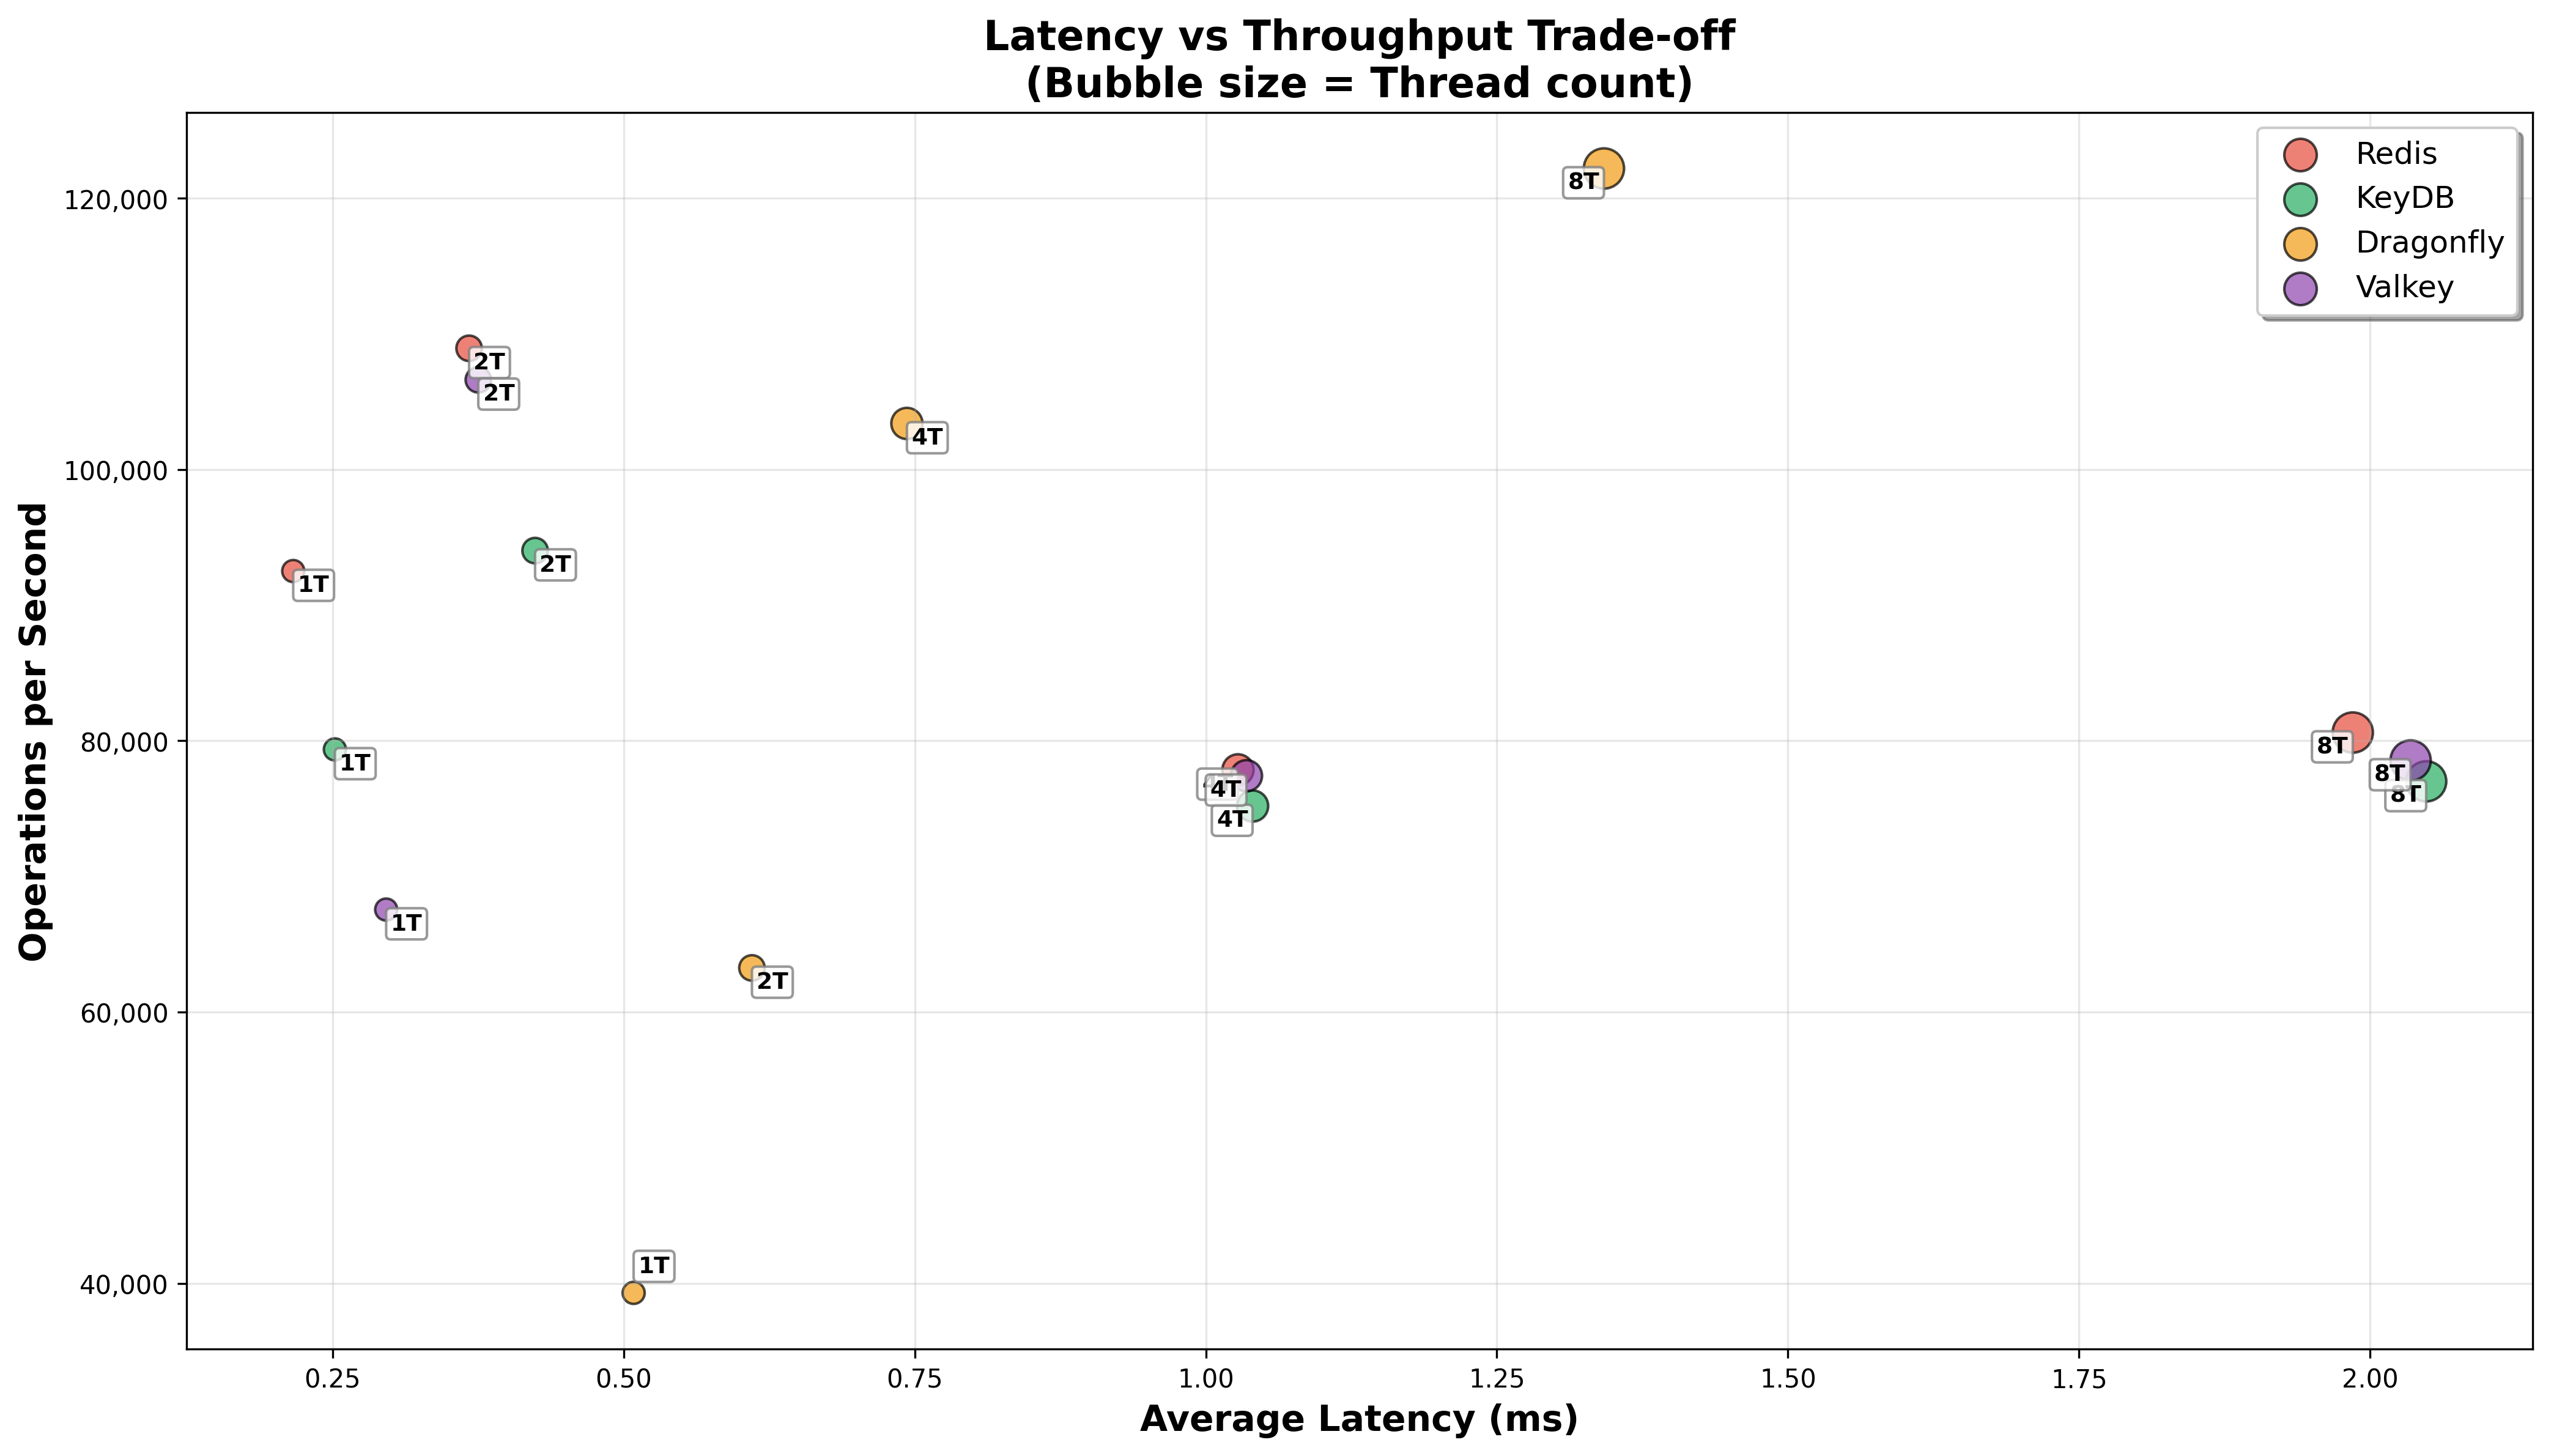 Latency vs Throughput Trade-off
(Bubble size = Thread count)
Operations per Second
120,000
100,000
80,000
60,000
40,000
Redis
KeyDB
Dragonfly
Valkey
8T
2T
2T
4T
2T
1T
1T
1T
2T
1T
4T
4T
8T
8T
8T
0.25
0.50
0.75
1.00
1.25
1.50
1.75
2.00
Average Latency (ms)